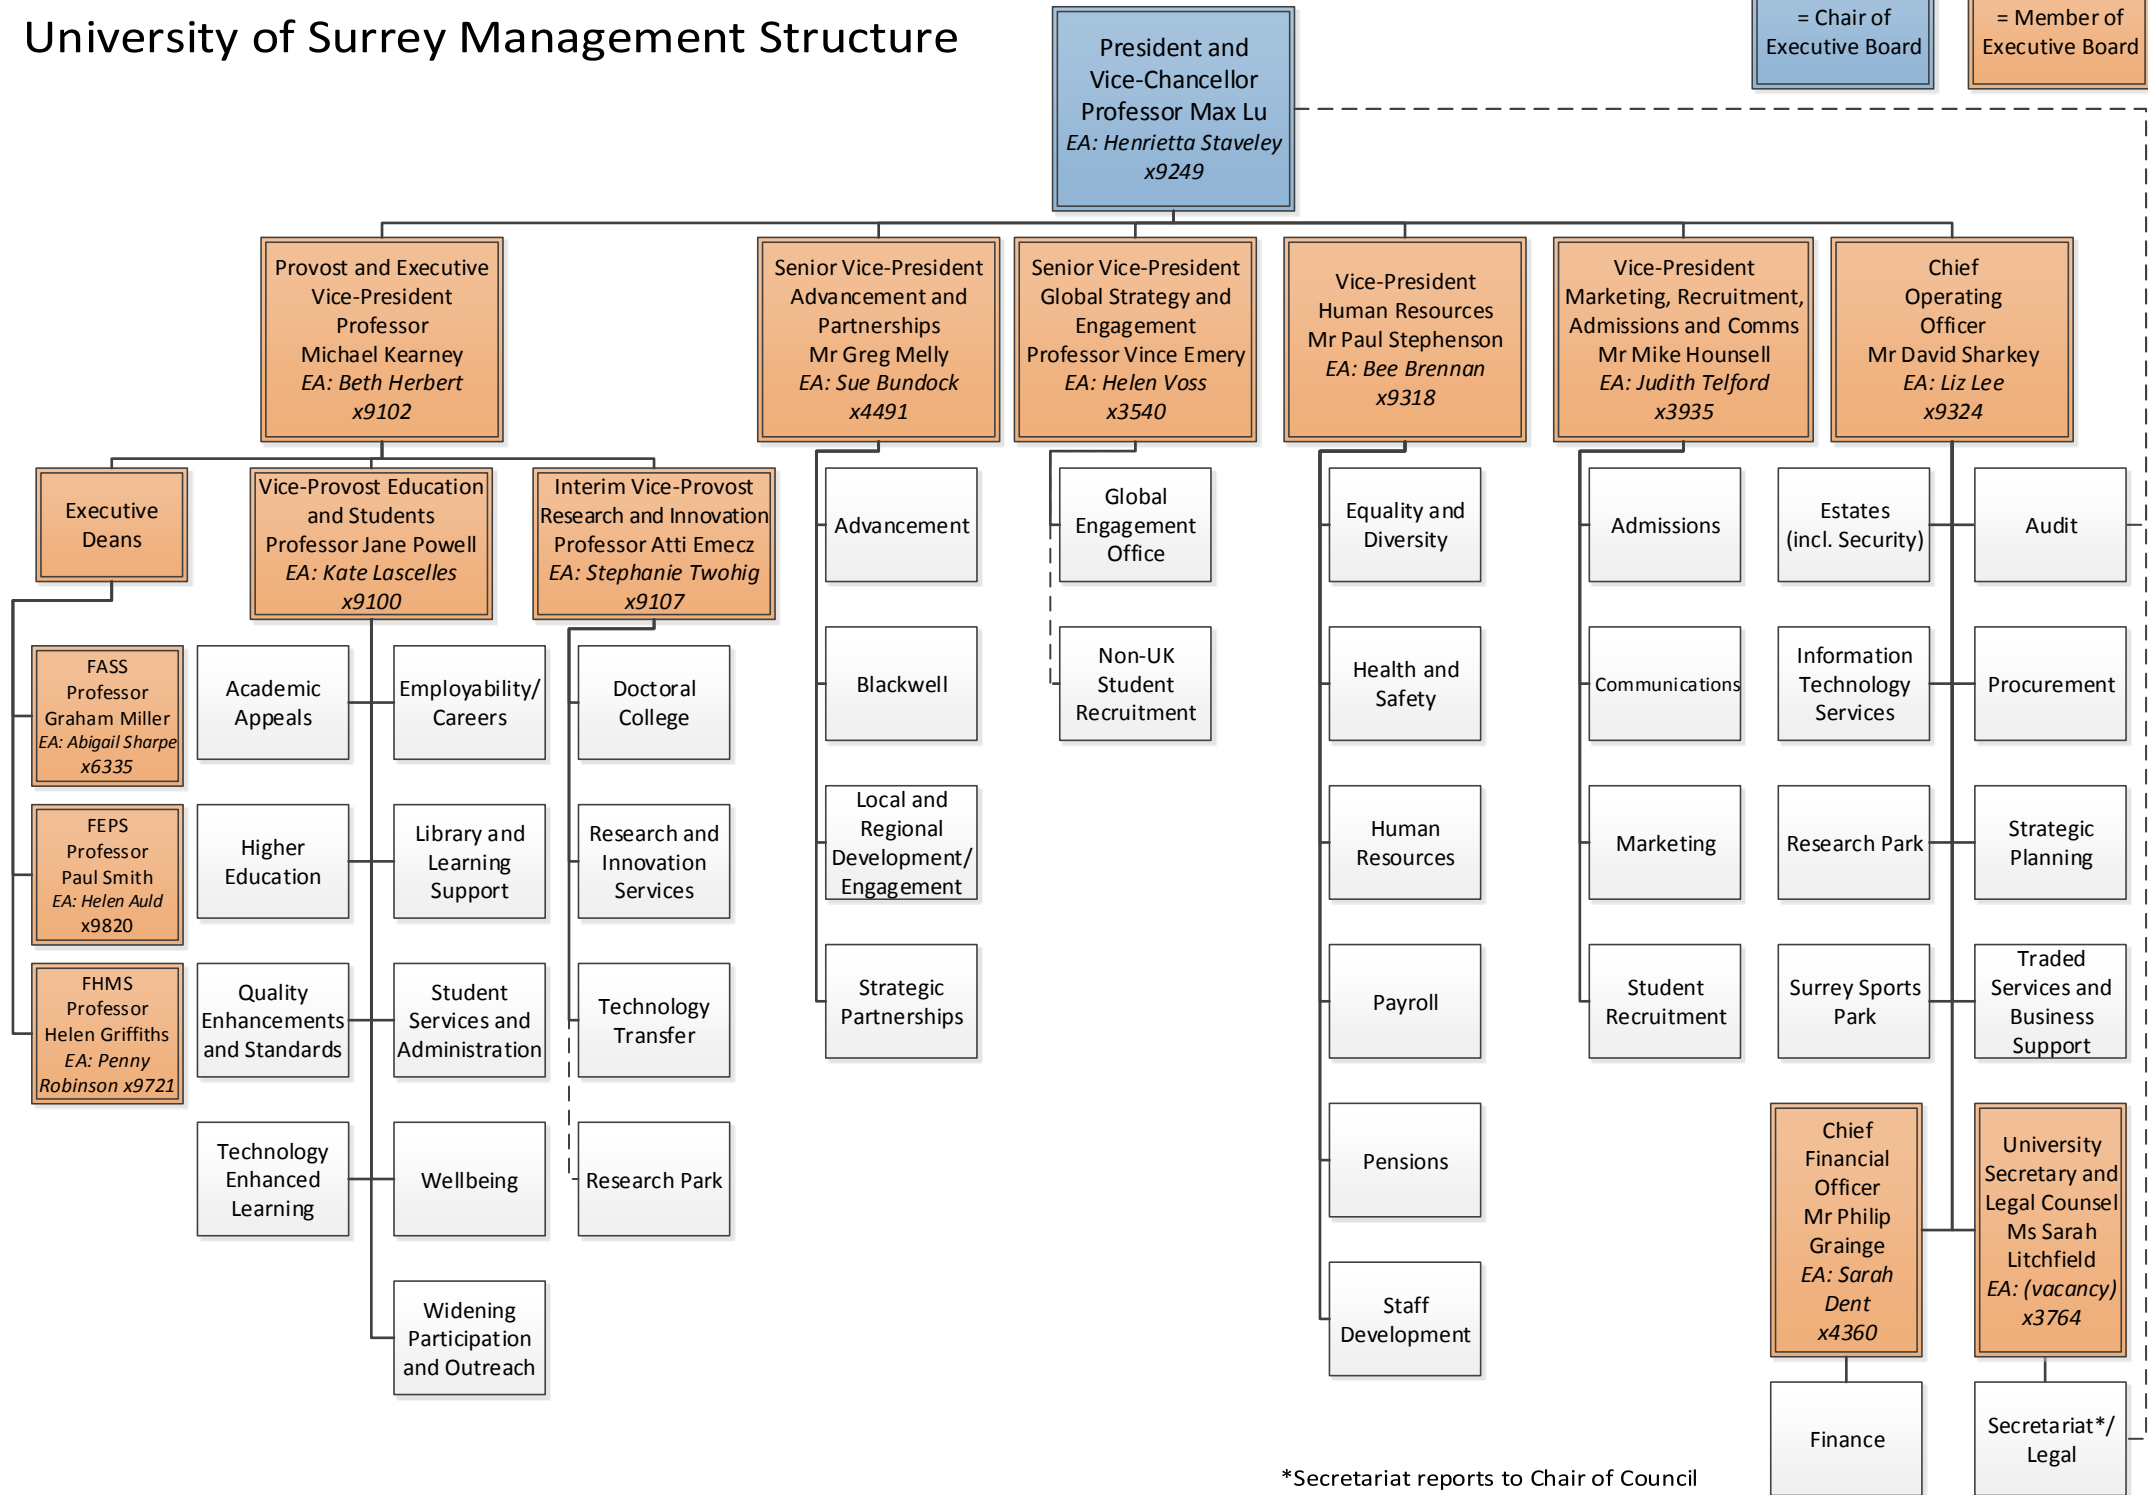 University of Surrey Management Structure
President and
Vice-Chancellor
Professor Max Lu
EA: Henrietta Staveley
x9249
= Chair of
Executive Board
= Member of
Executive Board
Provost and Executive
Vice-President
Professor
Michael Kearney
EA: Beth Herbert
x9102
Senior Vice-President
Advancement and
Partnerships
Mr Greg Melly
EA: Sue Bundock
x4491
Senior Vice-President
Global Strategy and
Engagement
Professor Vince Emery
EA: Helen Voss
x3540
Vice-President
Human Resources
Mr Paul Stephenson
EA: Bee Brennan
x9318
Vice-President
Marketing, Recruitment,
Admissions and Comms
Mr Mike Hounsell
EA: Judith Telford
x3935
Chief
Operating
Officer
Mr David Sharkey
EA: Liz Lee
x9324
Executive
Deans
Vice-Provost Education
and Students
Professor Jane Powell
EA: Kate Lascelles
x9100
Interim Vice-Provost
Research and Innovation
Professor Atti Emecz
EA: Stephanie Twohig
x9107
FASS
Professor
Graham Miller
EA: Abigail Sharpe
x6335
FEPS
Professor
Paul Smith
EA: Helen Auld
x9820
FHMS
Professor
Helen Griffiths
EA: Penny
Robinson x9721
Academic
Appeals
Employability/
Careers
Higher
Education
Library and
Learning
Support
Quality
Enhancements
and Standards
Student
Services and
Administration
Technology
Enhanced
Learning
Wellbeing
Widening
Participation
and Outreach
Doctoral
College
Research and
Innovation
Services
Technology
Transfer
Research Park
Advancement
Blackwell
Local and
Regional
Development/
Engagement
Strategic
Partnerships
Global
Engagement
Office
Non-UK
Student
Recruitment
Equality and
Diversity
Health and
Safety
Human
Resources
Payroll
Pensions
Staff
Development
Admissions
Communications
Marketing
Student
Recruitment
Estates
(incl. Security)
Audit
Information
Technology
Services
Procurement
Research Park
Strategic
Planning
Surrey Sports
Park
Traded
Services and
Business
Support
Chief
Financial
Officer
Mr Philip
Grainge
EA: Sarah
Dent
x4360
University
Secretary and
Legal Counsel
Ms Sarah
Litchfield
EA: (vacancy)
x3764
Finance
Secretariat*/
Legal
*Secretariat reports to Chair of Council